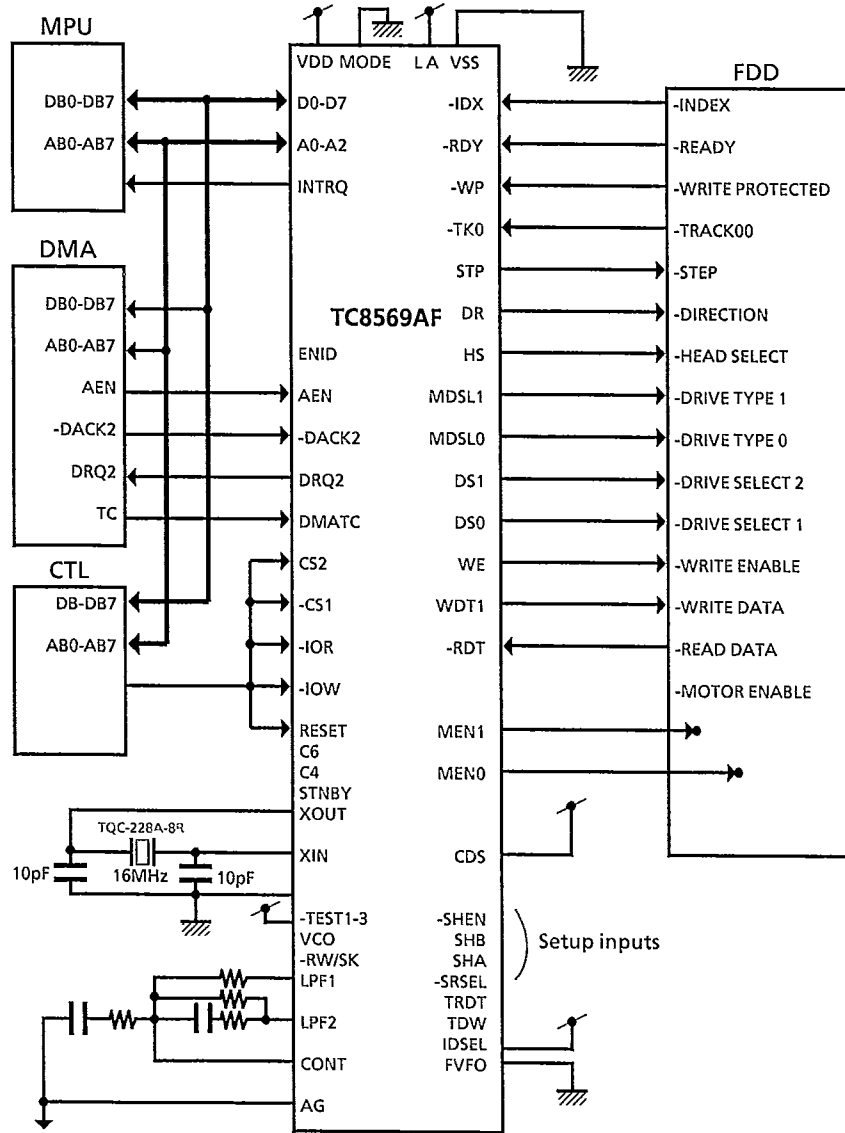 MPU
DB0-DB7
AB0-AB7
DMA
DB0-DB7
AB0-AB7
AEN
-DACK2
DRQ2
TC
CTL
DB-DB7
AB0-AB7
TQC-228A-8R
10pF
16MHz
10pF
VDD MODE LA VSS
D0-D7
A0-A2
INTRQ
TC8569AF
ENID
AEN
-DACK2
DRQ2
DMATC
CS2
-CS1
-IOR
-IOW
RESET
C6
C4
STNBY
XOUT
XIN
-TEST1-3
VCO
-RW/SK
LPF1
LPF2
CONT
AG
-IDX
-RDY
-WP
-TK0
STP
DR
HS
MDSL1
MDSL0
DS1
DS0
WE
WDT1
-RDT
MEN1
MEN0
CDS
-SHEN
SHB
SHA
-SRSEL
TRDT
TDW
IDSEL
FVFO
Setup inputs
FDD
-INDEX
-READY
-WRITE PROTECTED
-TRACK00
-STEP
-DIRECTION
-HEAD SELECT
-DRIVE TYPE 1
-DRIVE TYPE 0
-DRIVE SELECT 2
-DRIVE SELECT 1
-WRITE ENABLE
-WRITE DATA
-READ DATA
-MOTOR ENABLE